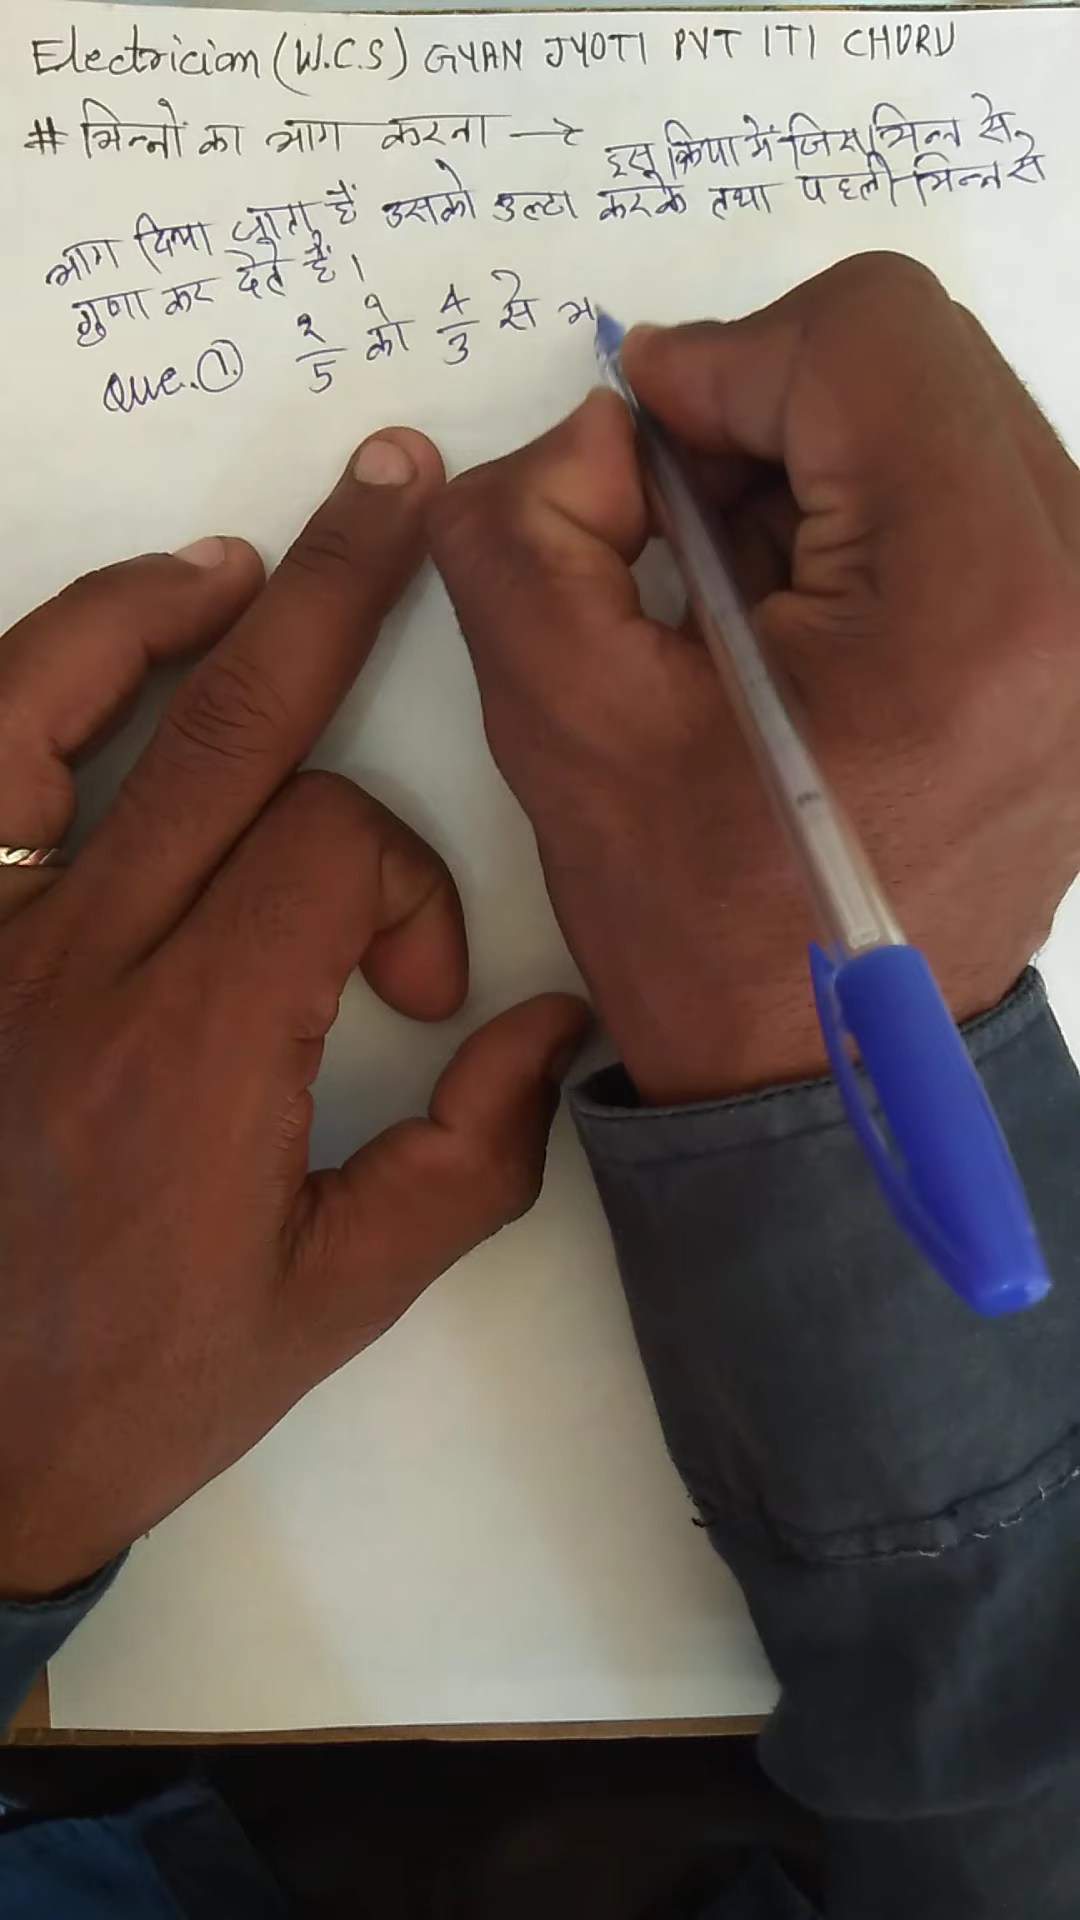 Electrician (W.C.S) GYAN JYOTI PVT ITI CHURU
# भिन्नों का भाग करना → इस क्रिया में जिस भिन्न से
भाग दिया जाता हैं उसको उल्टा करके तथा पहली भिन्न से
गुणा कर देते हैं।
Que. ① 2/5 को 4/3 से भ